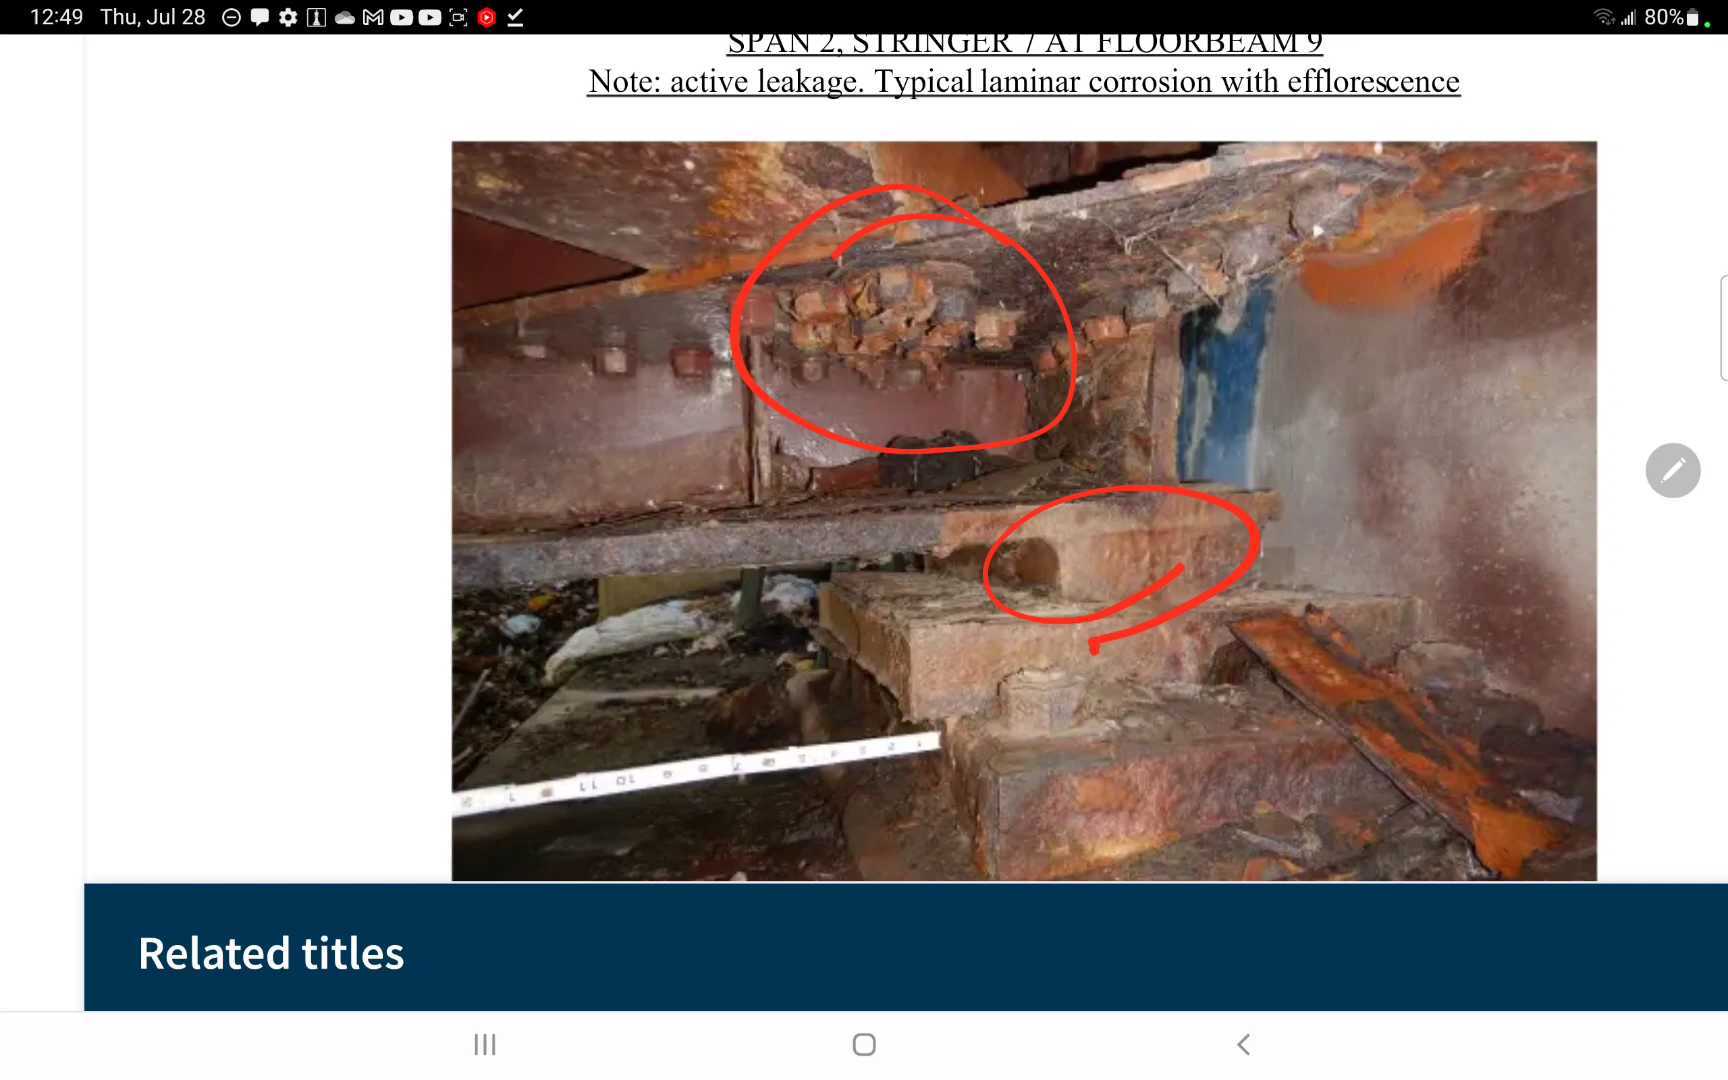 12:49 Thu, Jul 28
80%
SPAN 2, STRINGER 7 AT FLOORBEAM 9
Note: active leakage. Typical laminar corrosion with efflorescence
Related titles